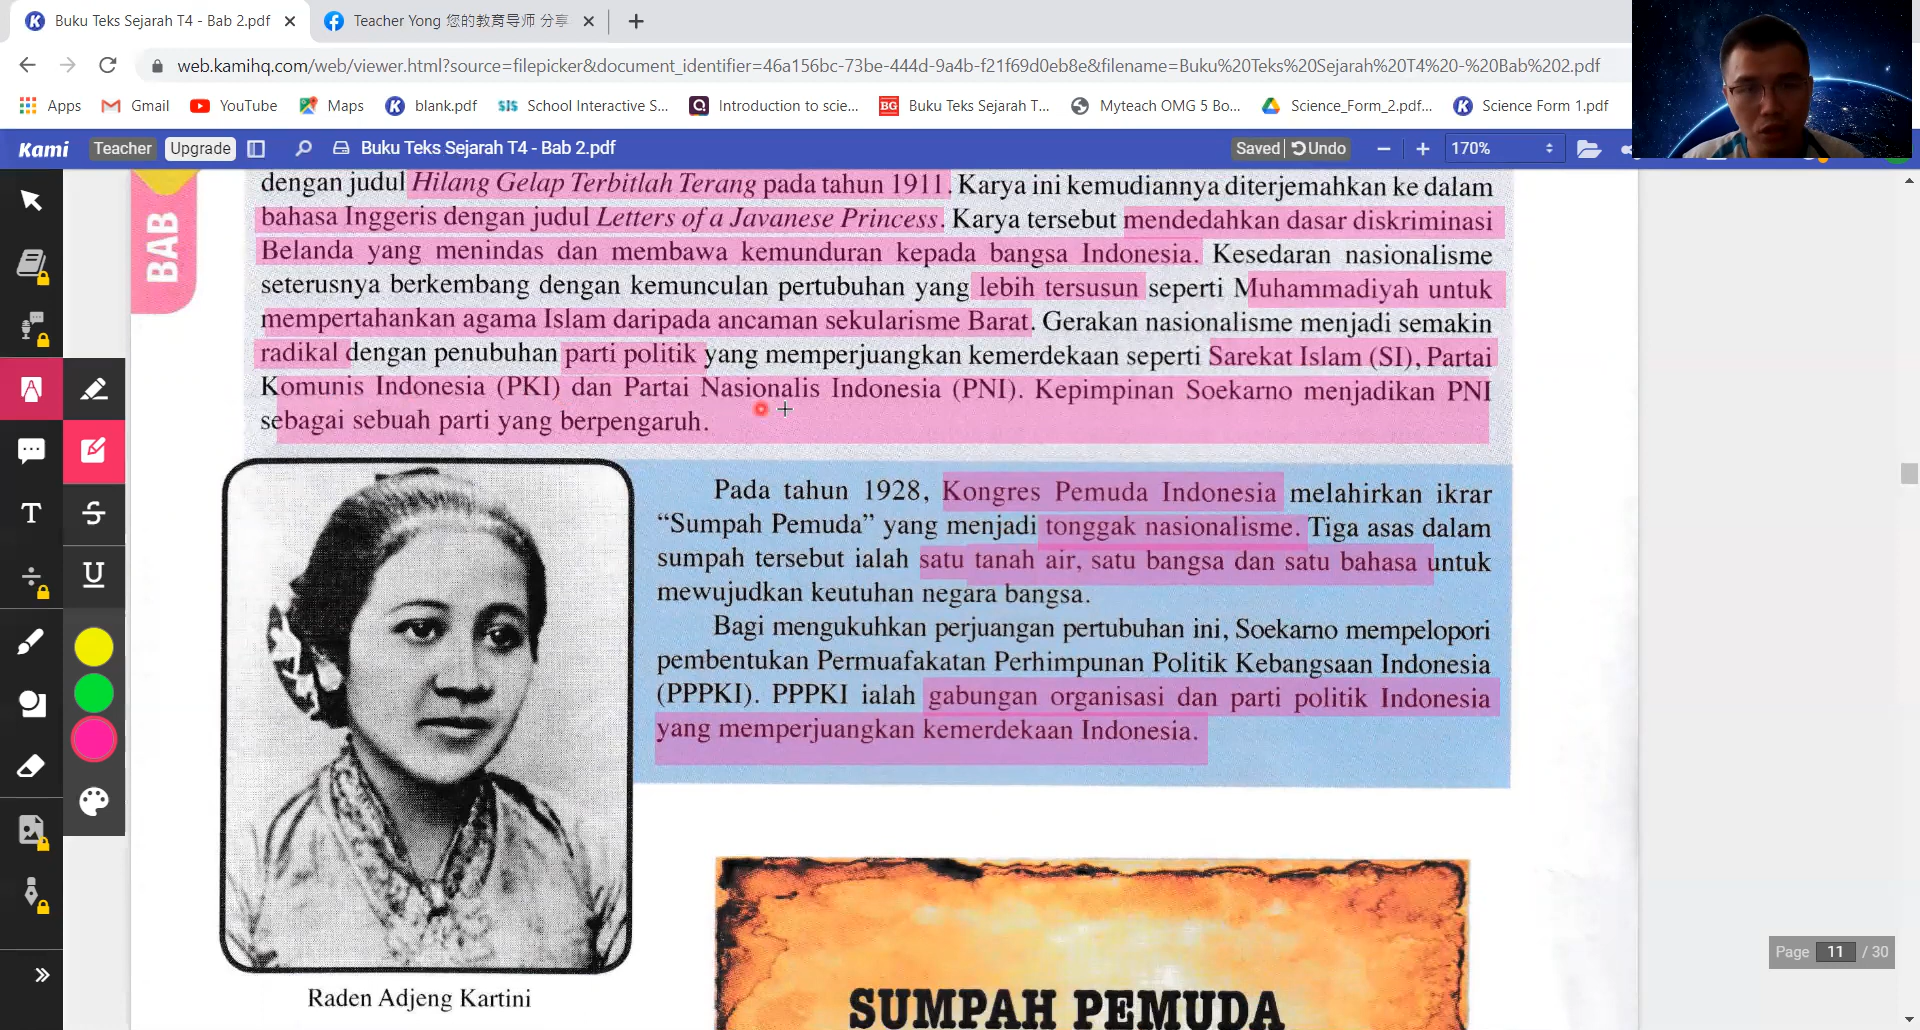 Buku Teks Sejarah T4 - Bab 2.pdf
Teacher Yong 您的教育导师 分享
web.kamihq.com/web/viewer.html?source=filepicker&document_identifier=46a156bc-73be-444d-9a4b-f21f69d0eb8e&filename=Buku%20Teks%20Sejarah%20T4%20-%20Bab%202.pdf
Apps Gmail YouTube Maps blank.pdf School Interactive S... Introduction to scie... Buku Teks Sejarah T... Myteach OMG 5 Bo... Science_Form_2.pdf... Science Form 1.pdf
Kami Teacher Upgrade Buku Teks Sejarah T4 - Bab 2.pdf Saved Undo 170%
BAB
dengan judul Hilang Gelap Terbitlah Terang pada tahun 1911. Karya ini kemudiannya diterjemahkan ke dalam
bahasa Inggeris dengan judul Letters of a Javanese Princess. Karya tersebut mendedahkan dasar diskriminasi
Belanda yang menindas dan membawa kemunduran kepada bangsa Indonesia. Kesedaran nasionalisme
seterusnya berkembang dengan kemunculan pertubuhan yang lebih tersusun seperti Muhammadiyah untuk
mempertahankan agama Islam daripada ancaman sekularisme Barat. Gerakan nasionalisme menjadi semakin
radikal dengan penubuhan parti politik yang memperjuangkan kemerdekaan seperti Sarekat Islam (SI), Partai
Komunis Indonesia (PKI) dan Partai Nasionalis Indonesia (PNI). Kepimpinan Soekarno menjadikan PNI
sebagai sebuah parti yang berpengaruh.
Pada tahun 1928, Kongres Pemuda Indonesia melahirkan ikrar
“Sumpah Pemuda” yang menjadi tonggak nasionalisme. Tiga asas dalam
sumpah tersebut ialah satu tanah air, satu bangsa dan satu bahasa untuk
mewujudkan keutuhan negara bangsa.
Bagi mengukuhkan perjuangan pertubuhan ini, Soekarno mempelopori
pembentukan Permuafakatan Perhimpunan Politik Kebangsaan Indonesia
(PPPKI). PPPKI ialah gabungan organisasi dan parti politik Indonesia
yang memperjuangkan kemerdekaan Indonesia.
Raden Adjeng Kartini
SUMPAH PEMUDA
Page 11 / 30